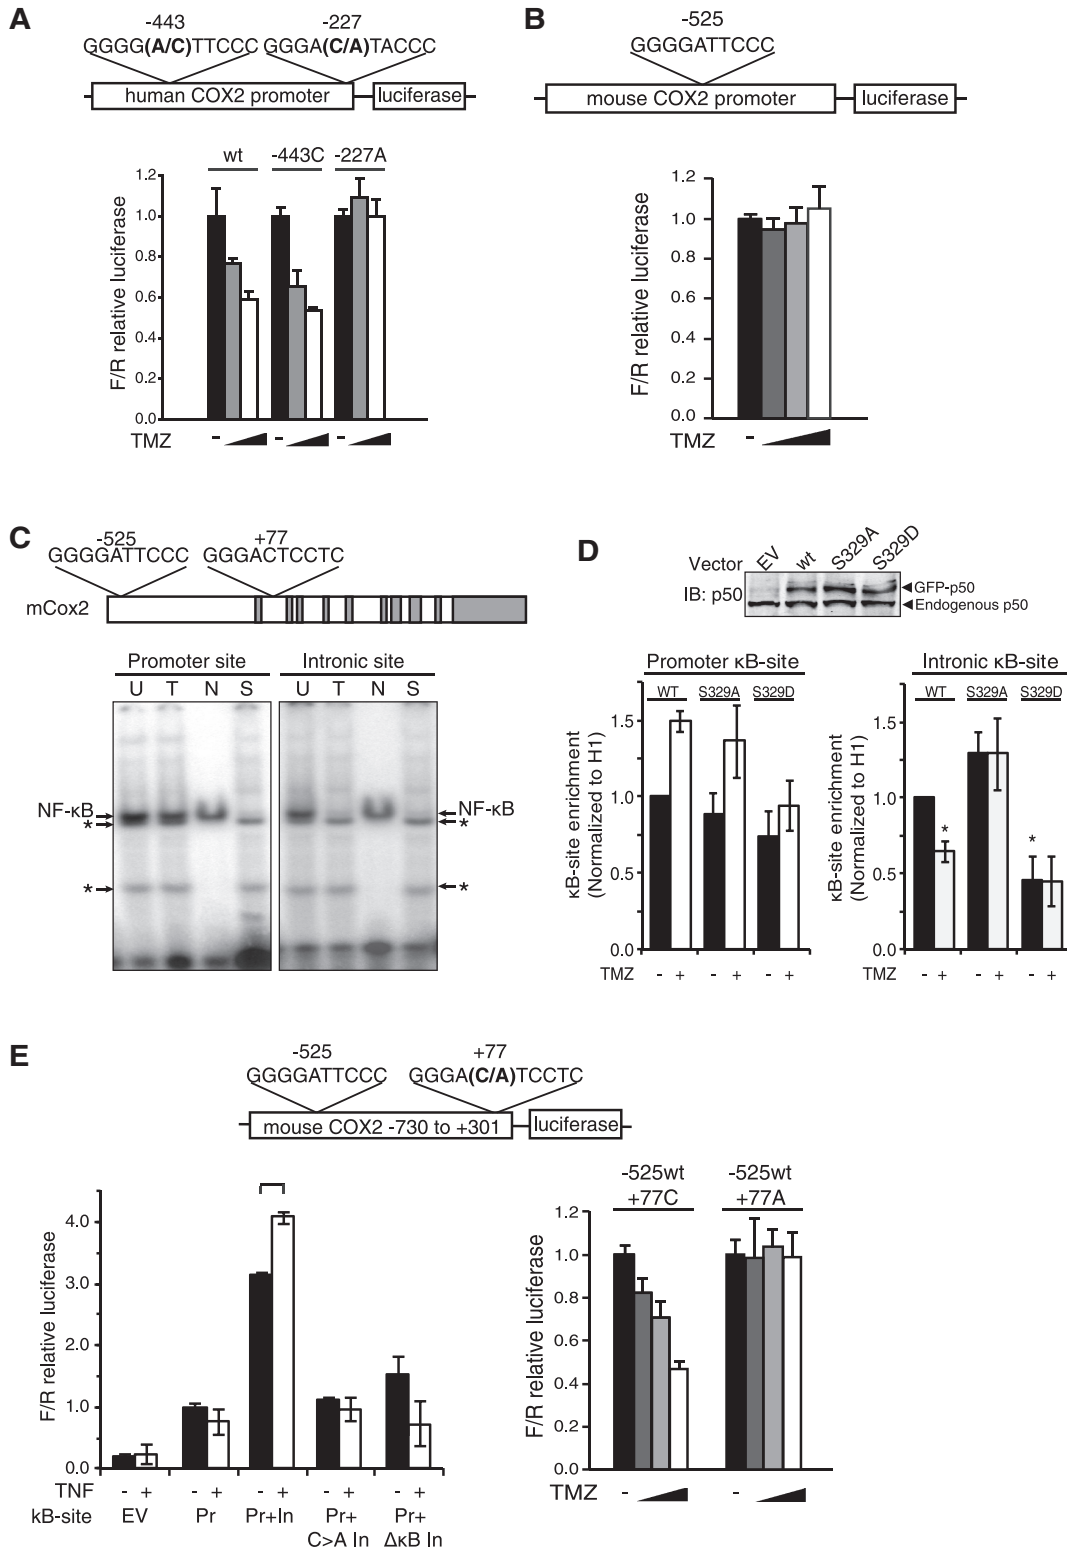 A
-443 -227
GGGG(A/C)TTCCC GGGA(C/A)TACCC
human COX2 promoter luciferase
wt -443C -227A
F/R relative luciferase
1.2
1.0
0.8
0.6
0.4
0.2
0.0
TMZ - - -
B
-525
GGGGATTCCC
mouse COX2 promoter luciferase
F/R relative luciferase
1.2
1.0
0.8
0.6
0.4
0.2
0.0
TMZ -
C
-525 +77
GGGGATTCCC GGGACTCCTC
mCox2
Promoter site Intronic site
U T N S U T N S
NF-κB NF-κB
* *
* *
D
Vector EV wt S329A S329D
IB: p50 GFP-p50
Endogenous p50
Promoter κB-site
WT S329A S329D
κB-site enrichment
(Normalized to H1)
1.5
1.0
0.5
0.0
TMZ - + - + - +
Intronic κB-site
WT S329A S329D
κB-site enrichment
(Normalized to H1)
1.5
1.0
0.5
0.0
* *
TMZ - + - + - +
E
-525 +77
GGGGATTCCC GGGA(C/A)TCCTC
mouse COX2 -730 to +301 luciferase
F/R relative luciferase
4.0
3.0
2.0
1.0
0.0
TNF - + - + - + - + - +
kB-site EV Pr Pr+In Pr+ Pr+
C>A In ΔκB In
-525wt -525wt
+77C +77A
F/R relative luciferase
1.2
1.0
0.8
0.6
0.4
0.2
0.0
TMZ - -